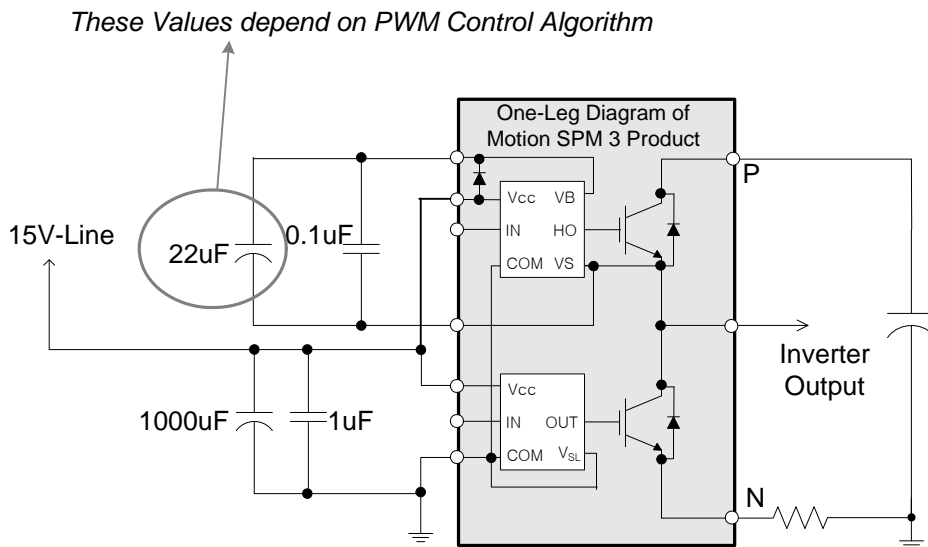 These Values depend on PWM Control Algorithm
One-Leg Diagram of
Motion SPM 3 Product
P
Vcc
VB
15V-Line
22uF
0.1uF
IN
HO
COM
VS
Inverter
Output
Vcc
1000uF
1uF
IN
OUT
COM
VSL
N